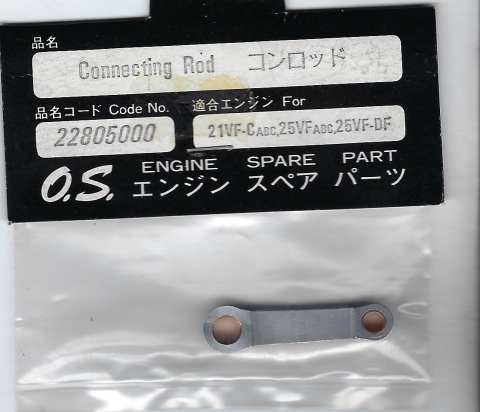 品名
Connecting Rod コンロッド
品名コード Code No. 適合エンジン For
22805000 21VF-CABC,25VFABC,25VF-DF
O.S. ENGINE SPARE PART
エンジン スペア パーツ